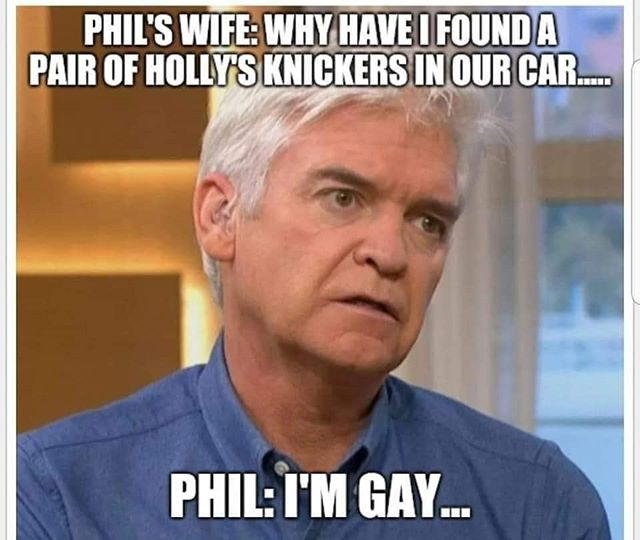 PHIL'S WIFE: WHY HAVE I FOUND A
PAIR OF HOLLY'S KNICKERS IN OUR CAR.....
PHIL: I'M GAY...